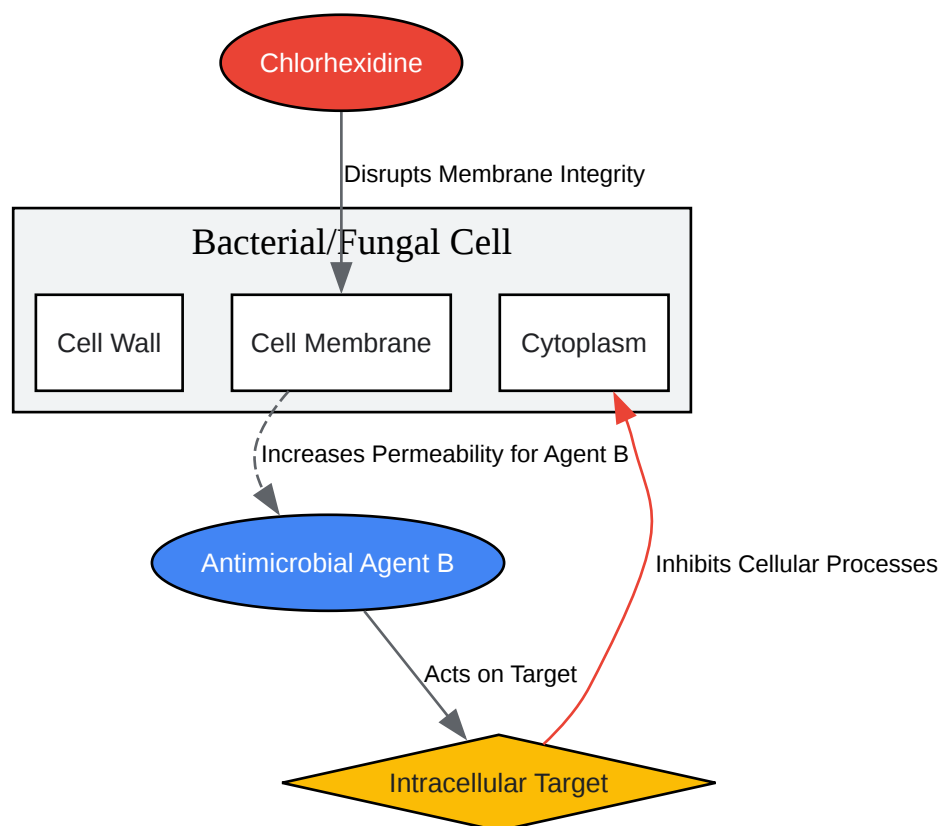 Chlorhexidine
Disrupts Membrane Integrity
Bacterial/Fungal Cell
Cell Wall
Cell Membrane
Cytoplasm
Increases Permeability for Agent B
Antimicrobial Agent B
Inhibits Cellular Processes
Acts on Target
Intracellular Target